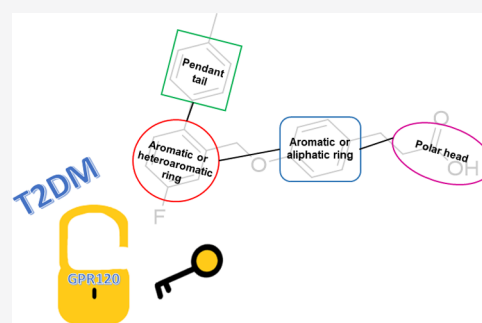 Pendant
tail
Aromatic or
heteroaromatic
ring
Aromatic or
aliphatic ring
Polar head
O
O
OH
F
T2DM
GPR120